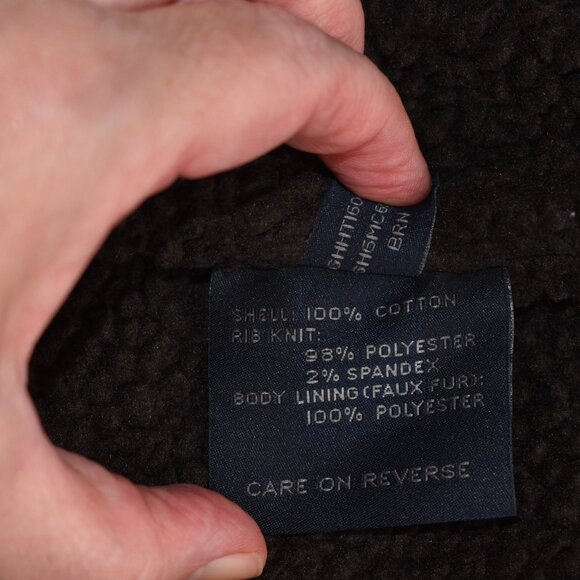 BRN
SHELL: 100% COTTON
RIB KNIT:
98% POLYESTER
2% SPANDEX
BODY LINING(FAUX FUR):
100% POLYESTER
CARE ON REVERSE